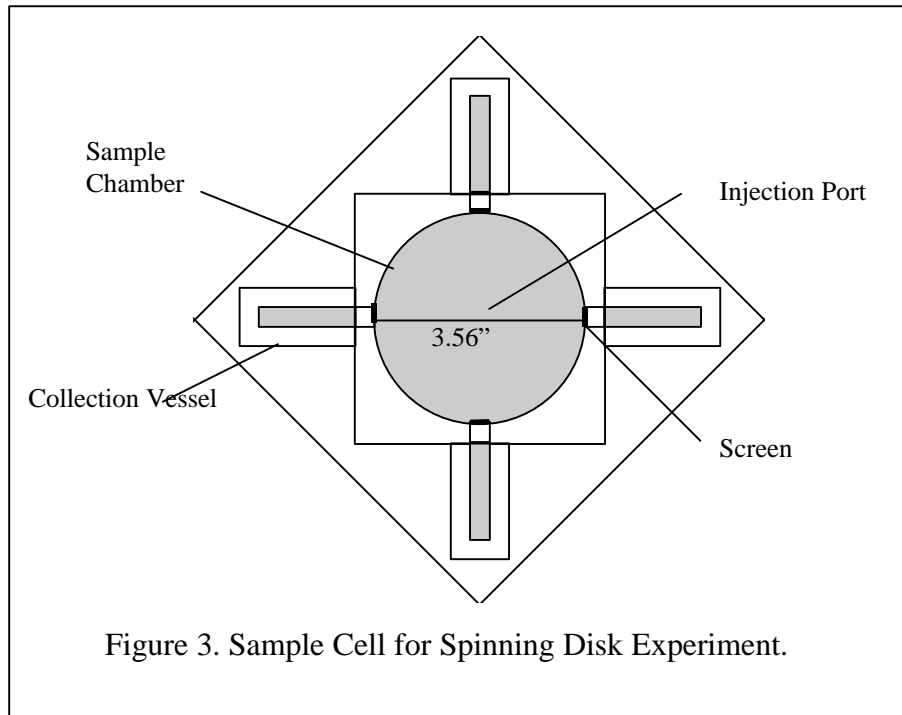 Sample
Chamber
Injection Port
3.56”
Collection Vessel
Screen
Figure 3. Sample Cell for Spinning Disk Experiment.